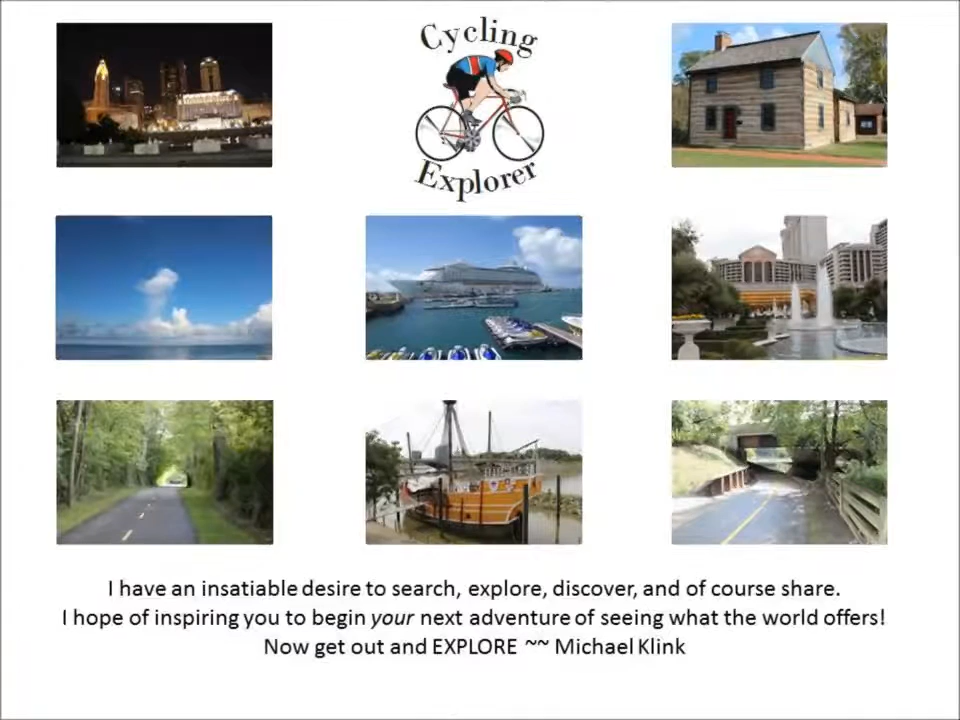 Cycling
Explorer
I have an insatiable desire to search, explore, discover, and of course share.
I hope of inspiring you to begin your next adventure of seeing what the world offers!
Now get out and EXPLORE ~~ Michael Klink